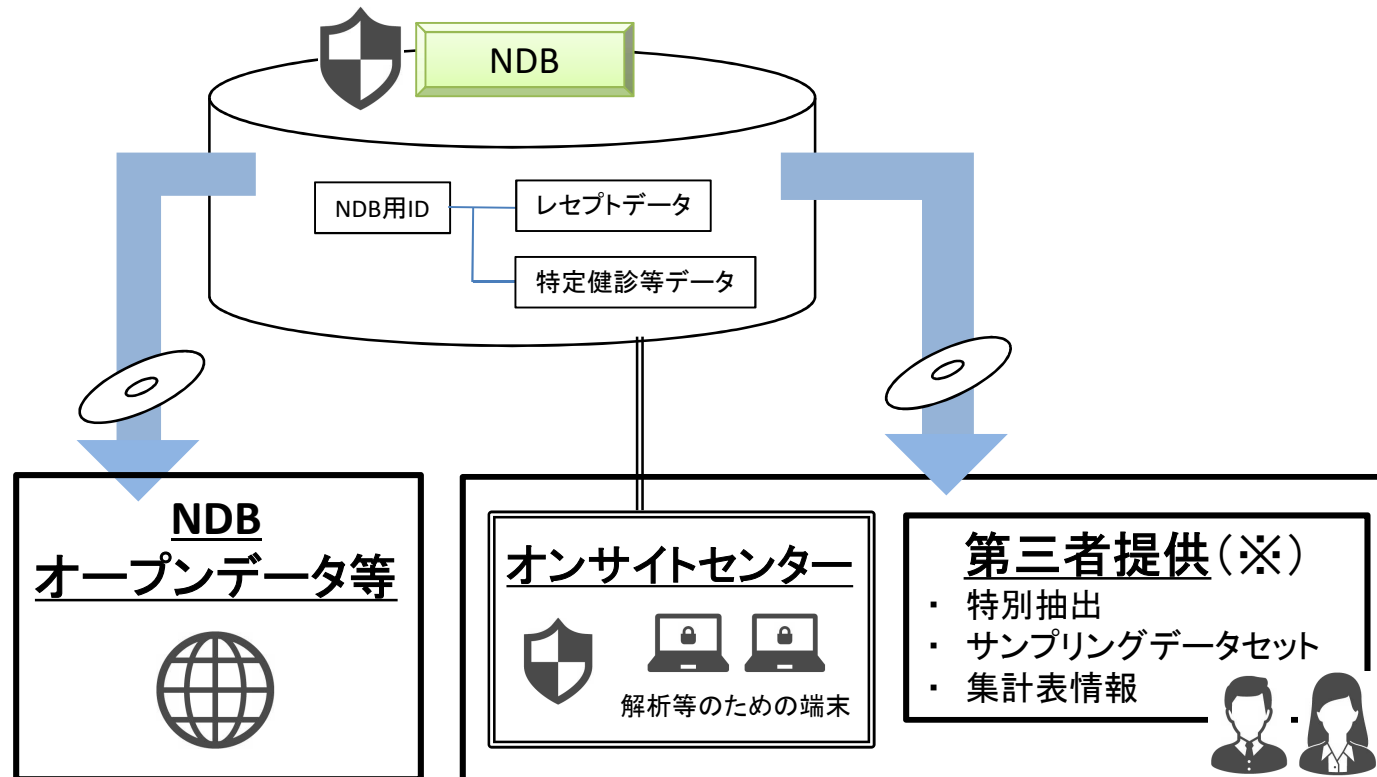 NDB
NDB用ID
レセプトデータ
特定健診等データ
NDB
オープンデータ等
オンサイトセンター
解析等のための端末
第三者提供(※)
・ 特別抽出
・ サンプリングデータセット
・ 集計表情報